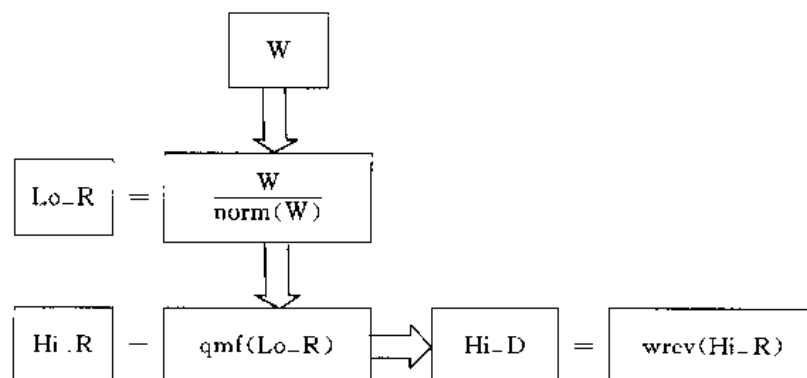 W
Lo_R = W
norm(W)
Hi_R − qmf(Lo_R) Hi_D = wrev(Hi_R)